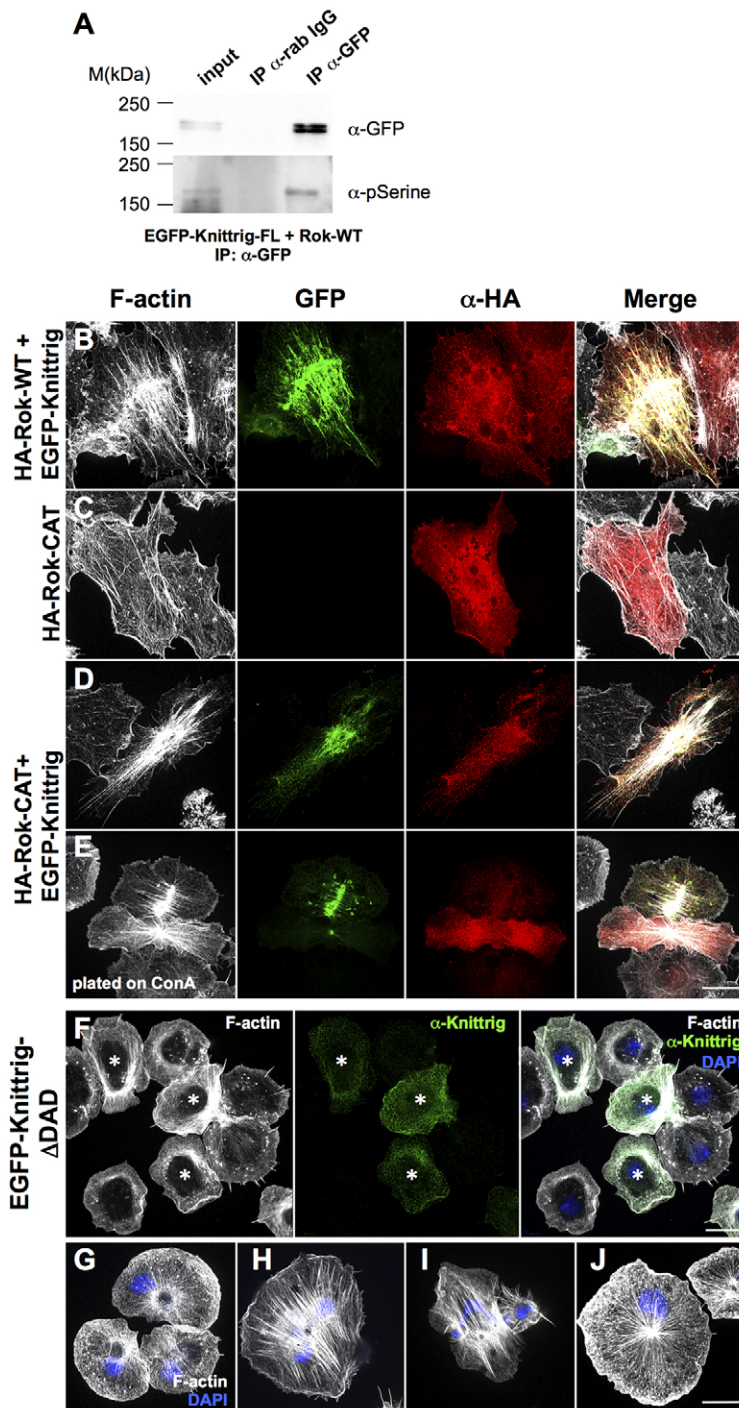 A
M(kDa)
input
IP α-rab IgG
IP α-GFP
250
150
α-GFP
250
150
α-pSerine
EGFP-Knittrig-FL + Rok-WT
IP: α-GFP
F-actin GFP α-HA Merge
HA-Rok-WT +
EGFP-Knittrig
B
HA-Rok-CAT
C
HA-Rok-CAT+
EGFP-Knittrig
D
E
plated on ConA
EGFP-Knittrig-
ΔDAD
F
F-actin
*
*
*
α-Knittrig
*
*
*
F-actin
α-Knittrig
DAPI
*
*
*
G
F-actin
DAPI
H
I
J